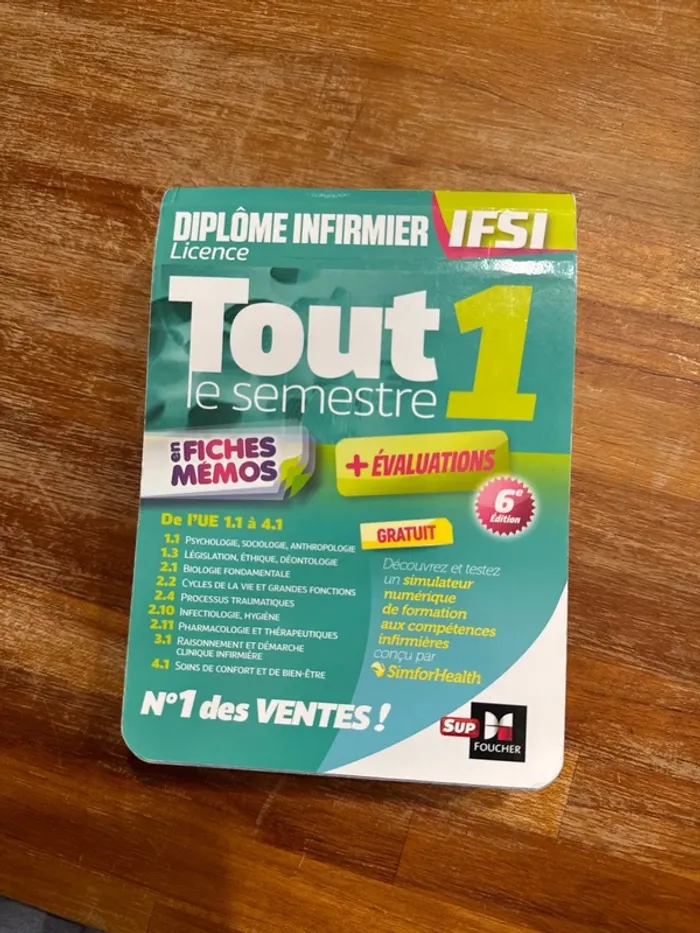 DIPLÔME INFIRMIER
IFSI
Licence
Tout
le semestre
1
en FICHES
MÉMOS
+ ÉVALUATIONS
6e
Édition
De l'UE 1.1 à 4.1
1.1 PSYCHOLOGIE, SOCIOLOGIE, ANTHROPOLOGIE
1.3 LÉGISLATION, ÉTHIQUE, DÉONTOLOGIE
2.1 BIOLOGIE FONDAMENTALE
2.2 CYCLES DE LA VIE ET GRANDES FONCTIONS
2.4 PROCESSUS TRAUMATIQUES
2.10 INFECTIOLOGIE, HYGIÈNE
2.11 PHARMACOLOGIE ET THÉRAPEUTIQUES
3.1 RAISONNEMENT ET DÉMARCHE
CLINIQUE INFIRMIÈRE
4.1 SOINS DE CONFORT ET DE BIEN-ÊTRE
GRATUIT
Découvrez et testez
un simulateur
numérique
de formation
aux compétences
infirmières
conçu par
SimforHealth
N°1 des VENTES !
SUP
FOUCHER